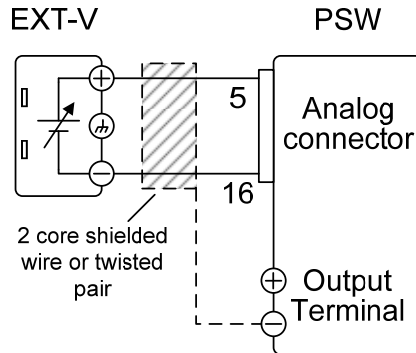 EXT-V
PSW
5
Analog
connector
16
2 core shielded
wire or twisted
pair
Output
Terminal